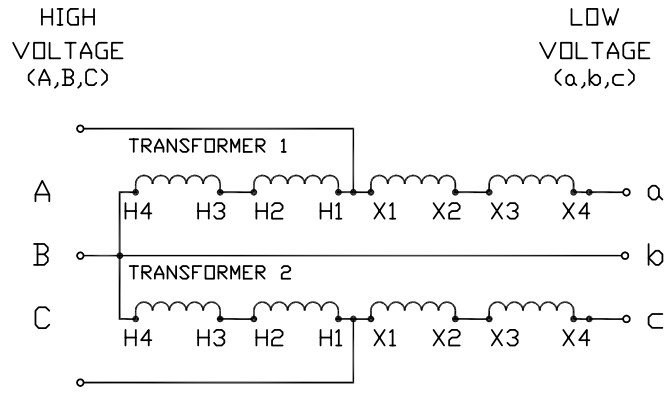 HIGH
VOLTAGE
(A,B,C)
LOW
VOLTAGE
(a,b,c)
TRANSFORMER 1
A
a
H4 H3 H2 H1 X1 X2 X3 X4
B
b
TRANSFORMER 2
C
c
H4 H3 H2 H1 X1 X2 X3 X4